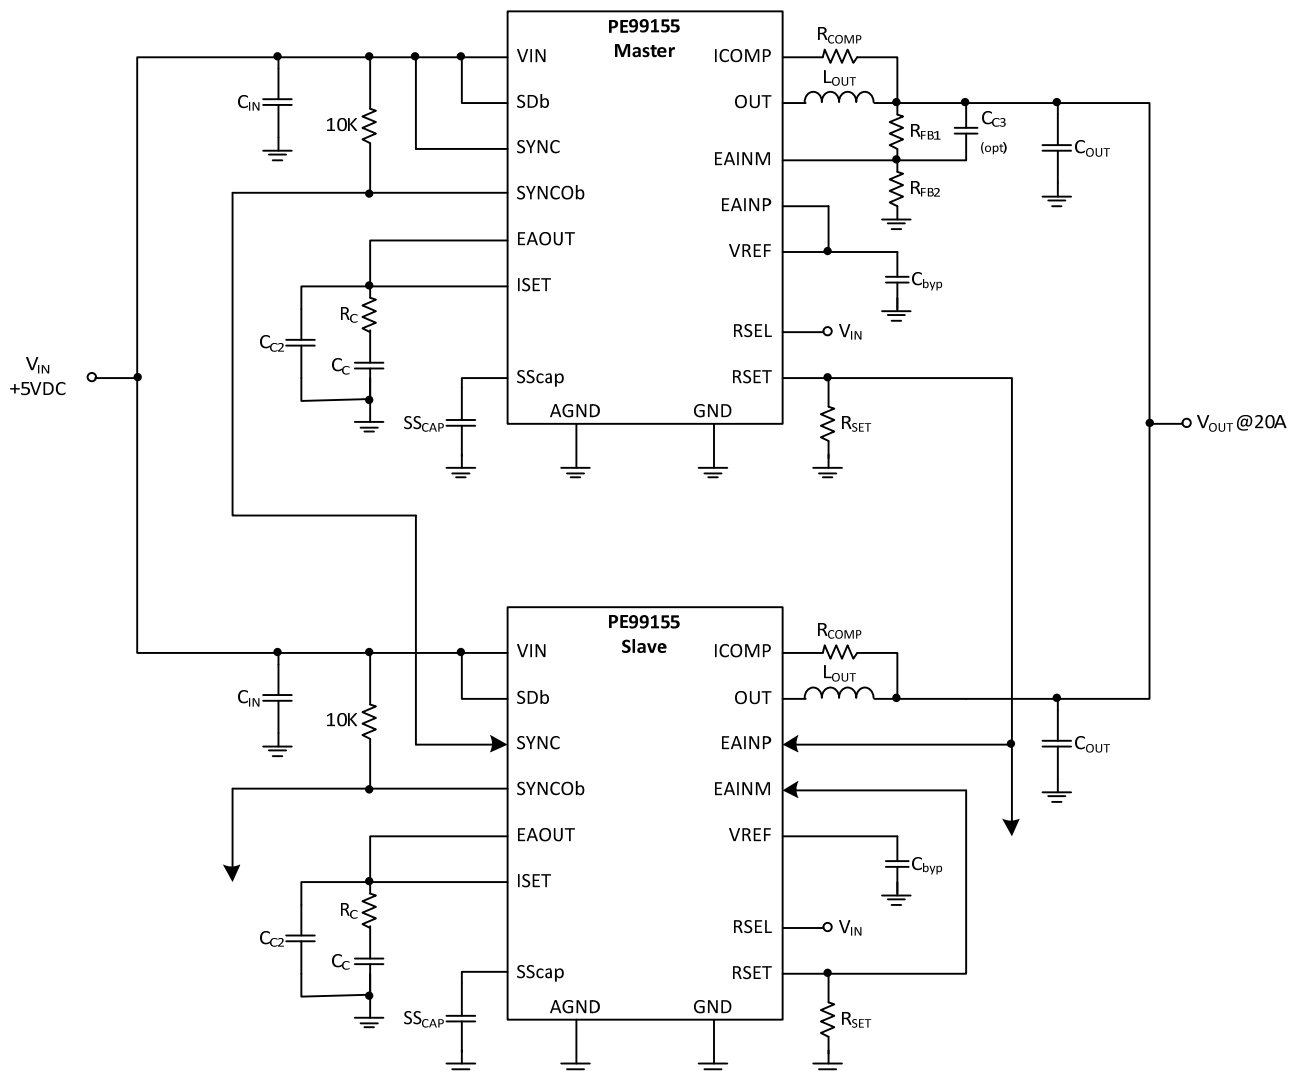 PE99155
Master
VIN
SDb
SYNC
SYNCOb
EAOUT
ISET
SScap
AGND
GND
ICOMP
OUT
EAINM
EAINP
VREF
RSEL
RSET
CIN
10K
RC
CC2
CC
SSCAP
RCOMP
LOUT
RFB1
CC3
(opt)
COUT
RFB2
Cbyp
VIN
RSET
VIN
+5VDC
VOUT @20A
PE99155
Slave
VIN
SDb
SYNC
SYNCOb
EAOUT
ISET
SScap
AGND
GND
ICOMP
OUT
EAINP
EAINM
VREF
RSEL
RSET
CIN
10K
RC
CC2
CC
SSCAP
RCOMP
LOUT
COUT
Cbyp
VIN
RSET